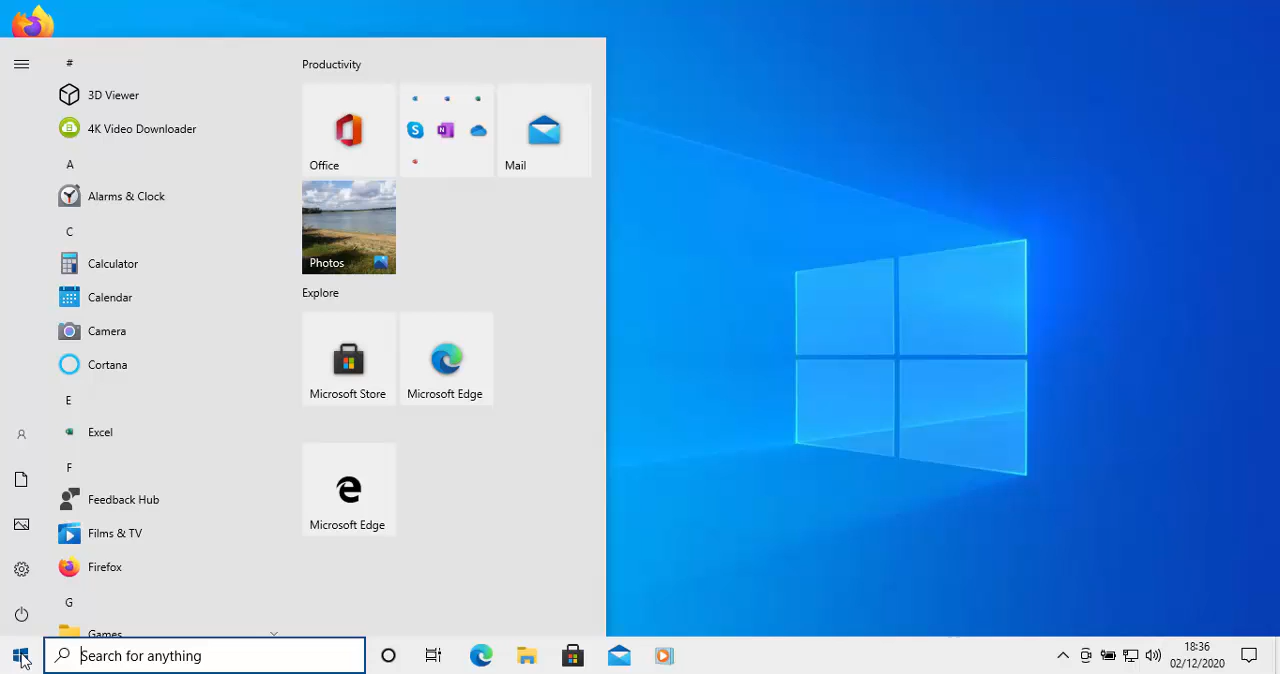 #
3D Viewer
4K Video Downloader
A
Alarms & Clock
C
Calculator
Calendar
Camera
Cortana
E
Excel
F
Feedback Hub
Films & TV
Firefox
G
Games
Productivity
Office
Mail
Photos
Explore
Microsoft Store
Microsoft Edge
Microsoft Edge
Search for anything
18:36
02/12/2020